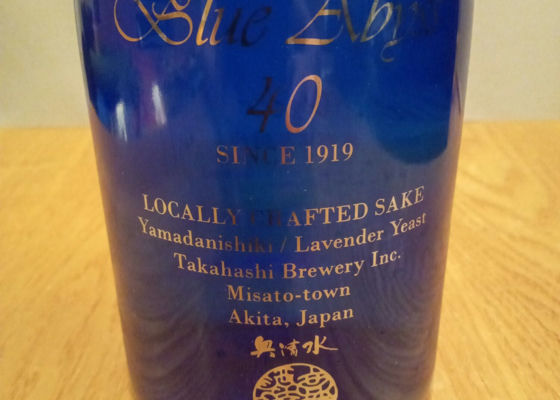 Blue Abyss
40
SINCE 1919
LOCALLY CRAFTED SAKE
Yamadanishiki / Lavender Yeast
Takahashi Brewery Inc.
Misato-town
Akita, Japan
奥清水